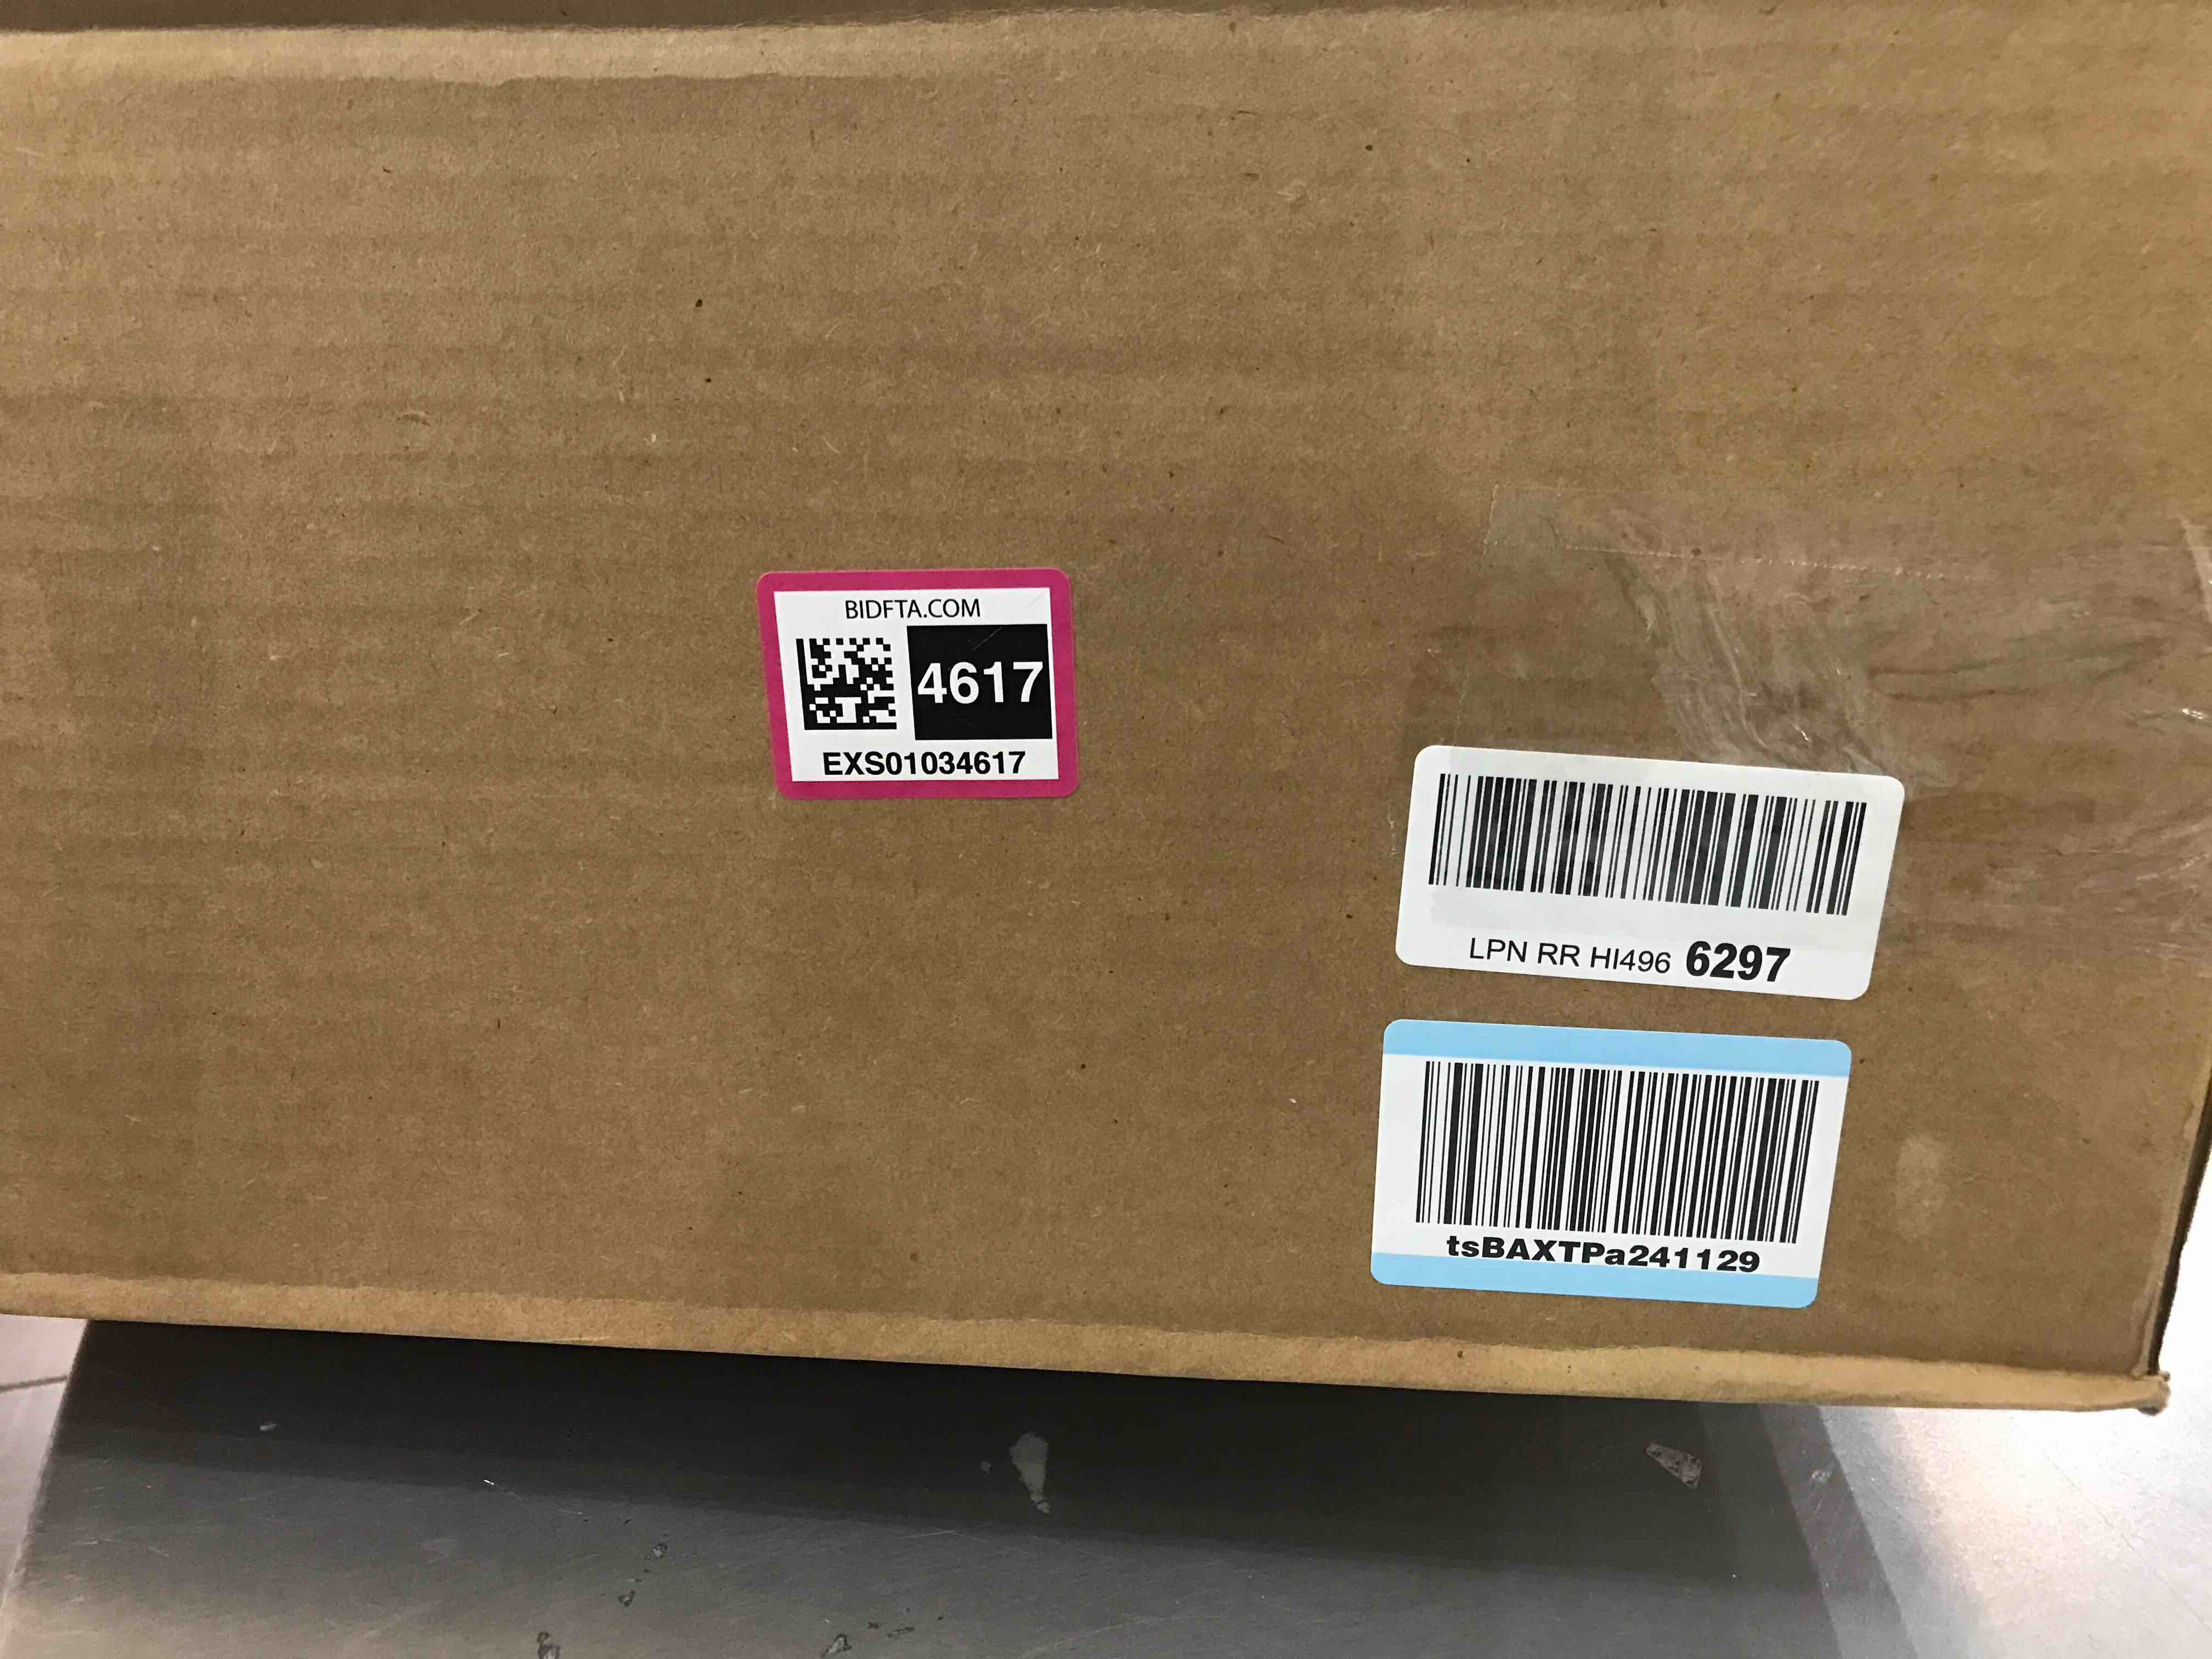 BIDFTA.COM
4617
EXS01034617
LPN RR HI496 6297
tsBAXTPa241129